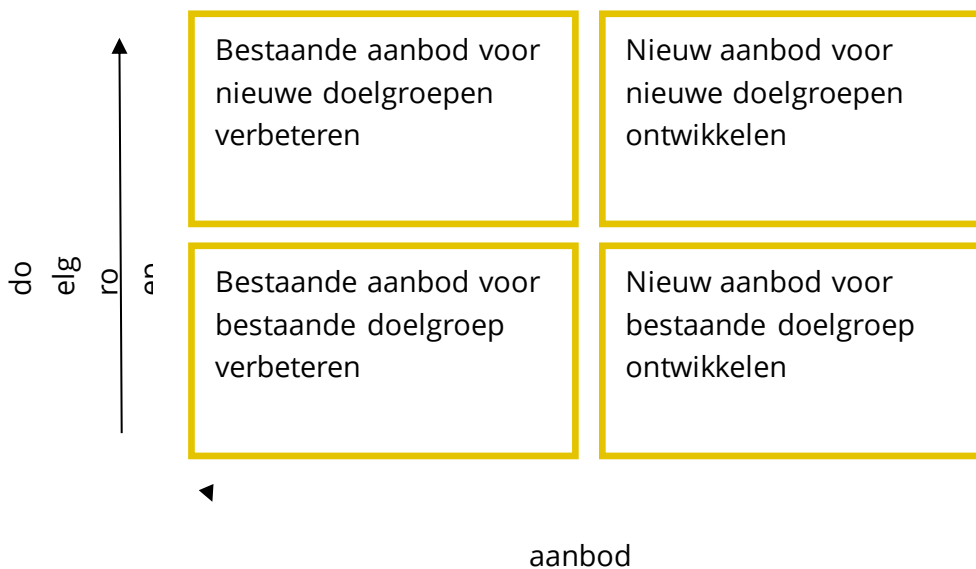 Bestaande aanbod voor
nieuwe doelgroepen
verbeteren
Nieuw aanbod voor
nieuwe doelgroepen
ontwikkelen
do
elg
ro
Bestaande aanbod voor
bestaande doelgroep
verbeteren
Nieuw aanbod voor
bestaande doelgroep
ontwikkelen
aanbod